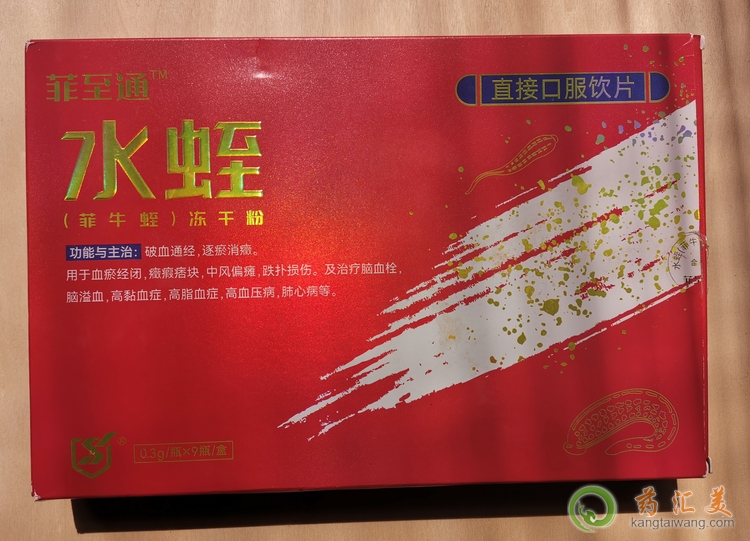 菲至通™
直接口服饮片
水蛭
(菲牛蛭)冻干粉
功能与主治: 破血通经,逐瘀消癥。
用于血瘀经闭,癥瘕痞块,中风偏瘫,跌扑损伤。及治疗脑血栓,
脑溢血,高黏血症,高脂血症,高血压病,肺心病等。
0.3g/瓶×9瓶/盒
药汇美
kangtaiwang.com